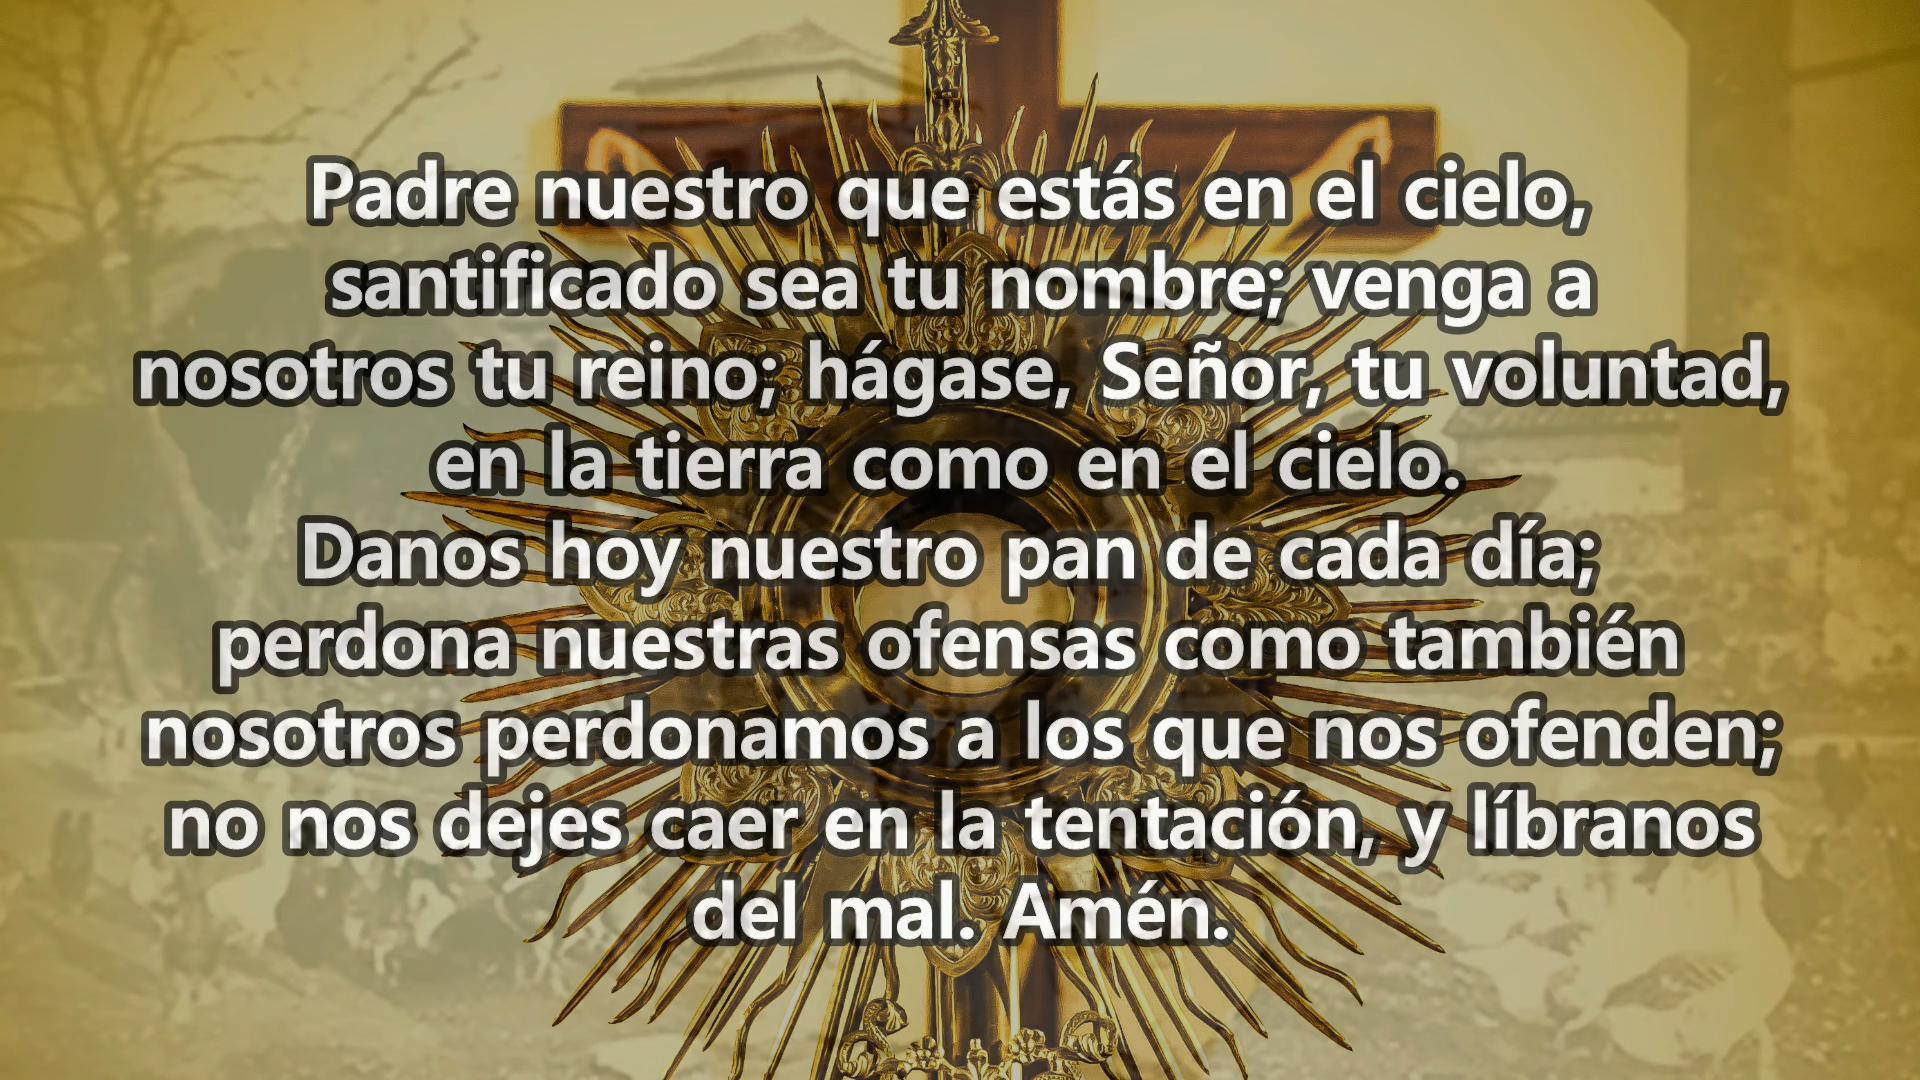 Padre nuestro que estás en el cielo,
santificado sea tu nombre; venga a
nosotros tu reino; hágase, Señor, tu voluntad,
en la tierra como en el cielo.
Danos hoy nuestro pan de cada día;
perdona nuestras ofensas como también
nosotros perdonamos a los que nos ofenden;
no nos dejes caer en la tentación, y líbranos
del mal. Amén.